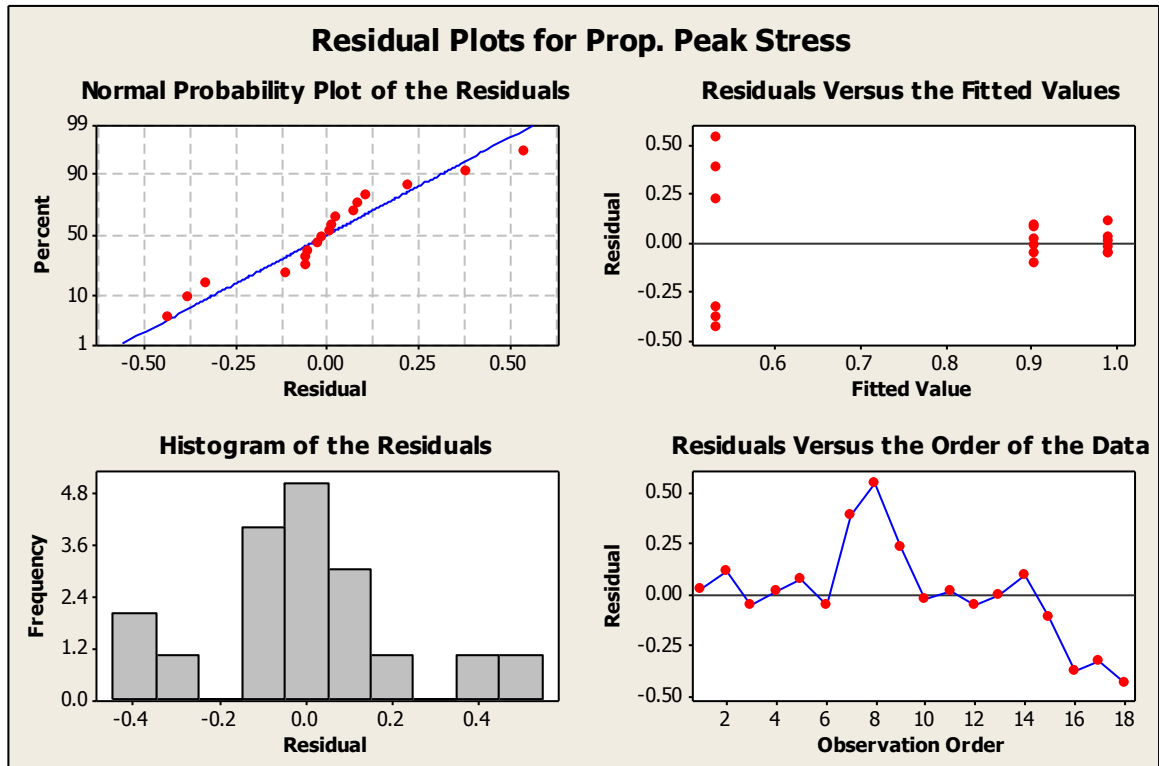 Residual Plots for Prop. Peak Stress
Normal Probability Plot of the Residuals
99
90
50
10
1
Percent
-0.50 -0.25 0.00 0.25 0.50
Residual
Residuals Versus the Fitted Values
0.50
0.25
0.00
-0.25
-0.50
Residual
0.6 0.7 0.8 0.9 1.0
Fitted Value
Histogram of the Residuals
4.8
3.6
2.4
1.2
0.0
Frequency
-0.4 -0.2 0.0 0.2 0.4
Residual
Residuals Versus the Order of the Data
0.50
0.25
0.00
-0.25
-0.50
Residual
2 4 6 8 10 12 14 16 18
Observation Order